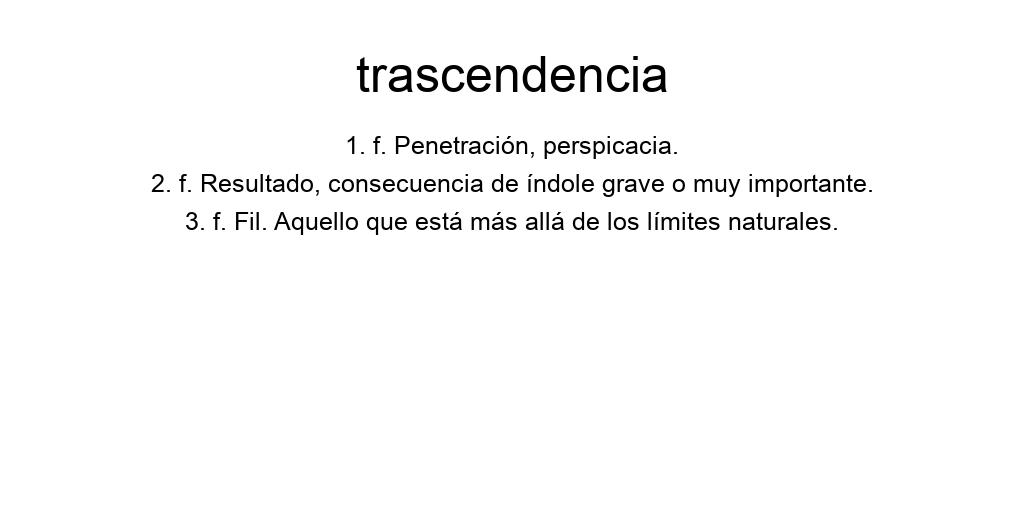 trascendencia
1. f. Penetración, perspicacia.
2. f. Resultado, consecuencia de índole grave o muy importante.
3. f. Fil. Aquello que está más allá de los límites naturales.